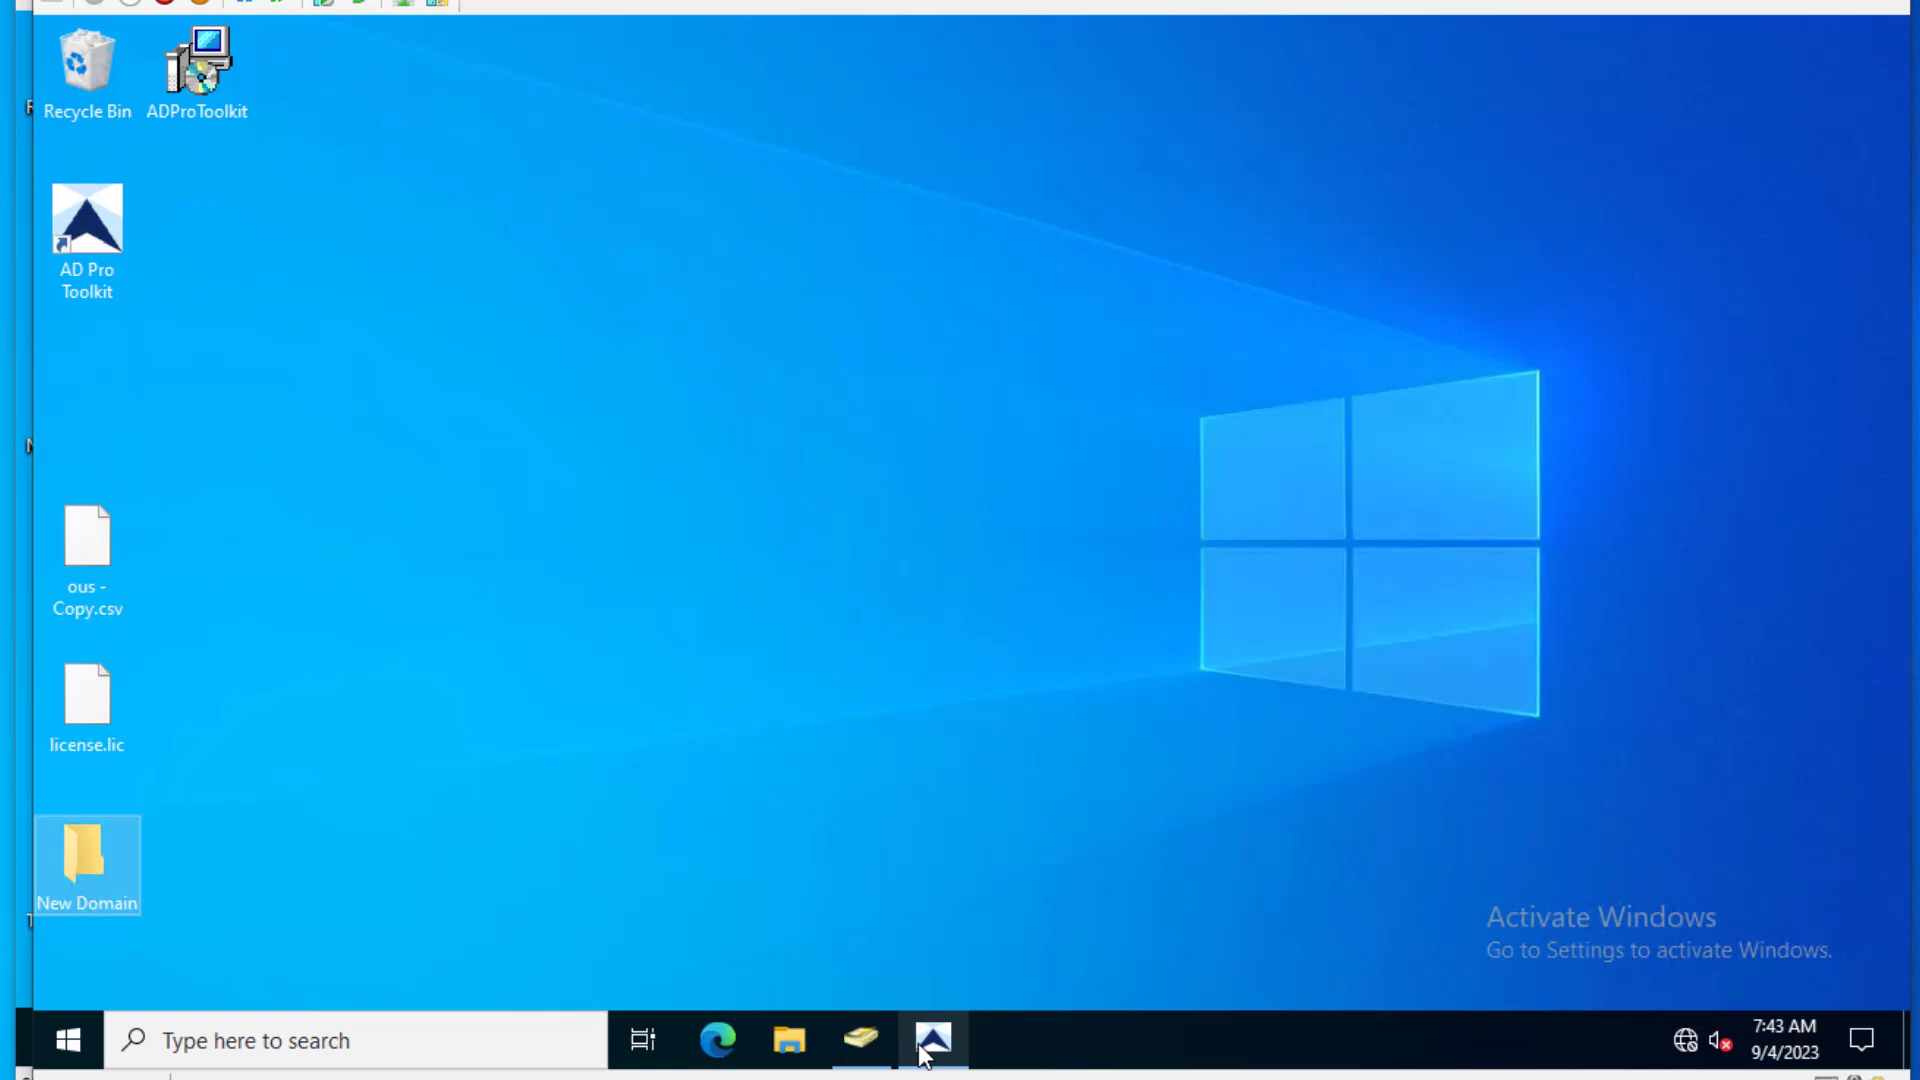 Recycle Bin
ADProToolkit
AD Pro
Toolkit
ous -
Copy.csv
license.lic
New Domain
Activate Windows
Go to Settings to activate Windows.
Type here to search
7:43 AM
9/4/2023